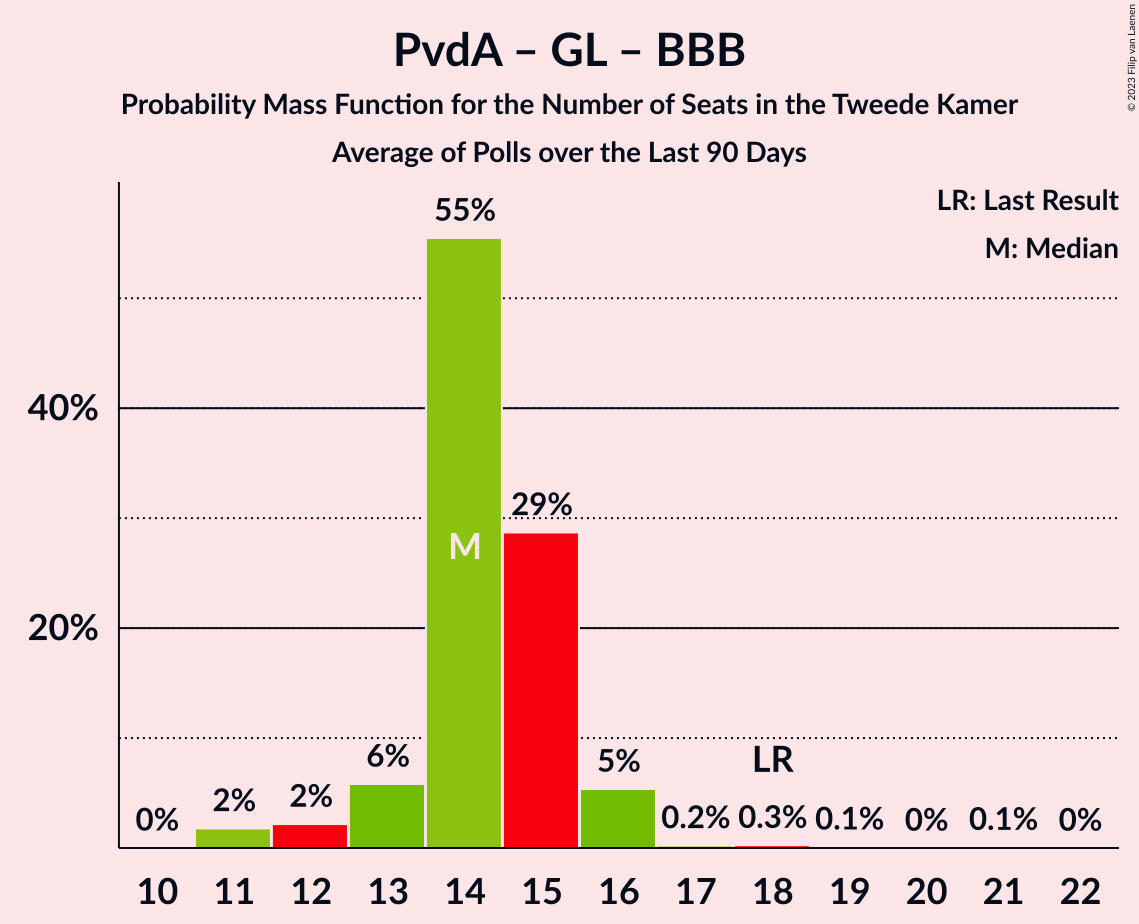 PvdA – GL – BBB
Probability Mass Function for the Number of Seats in the Tweede Kamer
Average of Polls over the Last 90 Days
© 2023 Filip van Laenen
LR: Last Result
M: Median
55%
40%
29%
M
20%
6%
5%
LR
0%
2%
2%
0.2%
0.3%
0.1%
0%
0.1%
0%
10 11 12 13 14 15 16 17 18 19 20 21 22